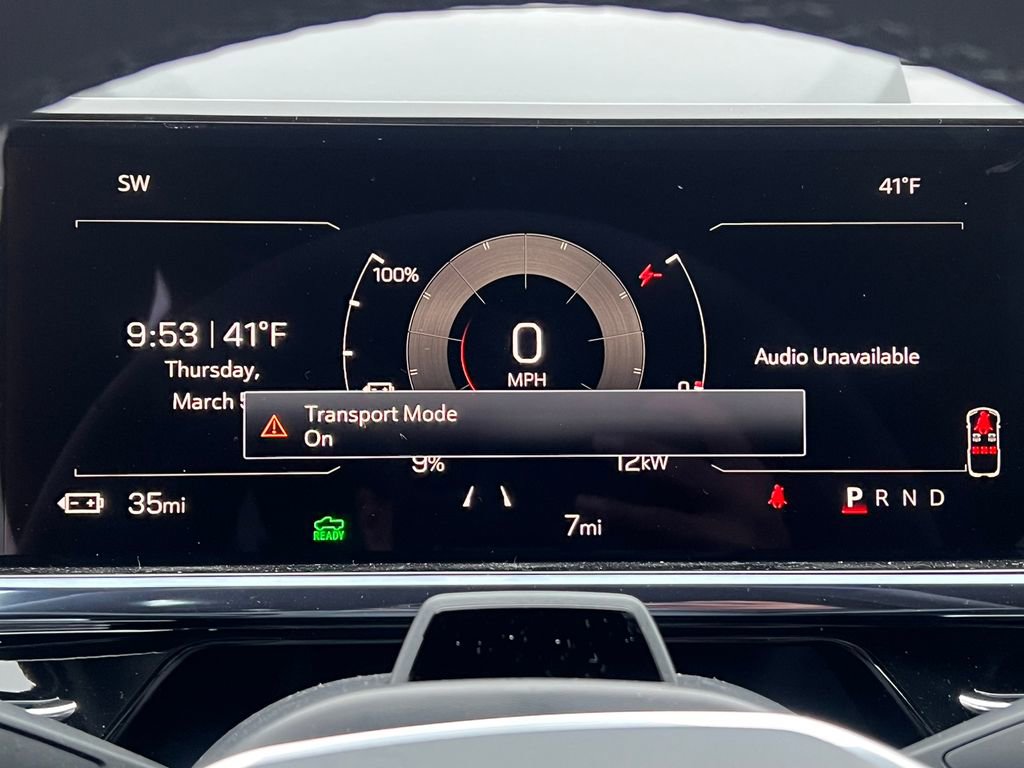 SW
41°F
100%
9:53 | 41°F
Thursday,
March
0
MPH
Audio Unavailable
Transport Mode
On
9%
12kW
35mi
READY
7mi
P R N D